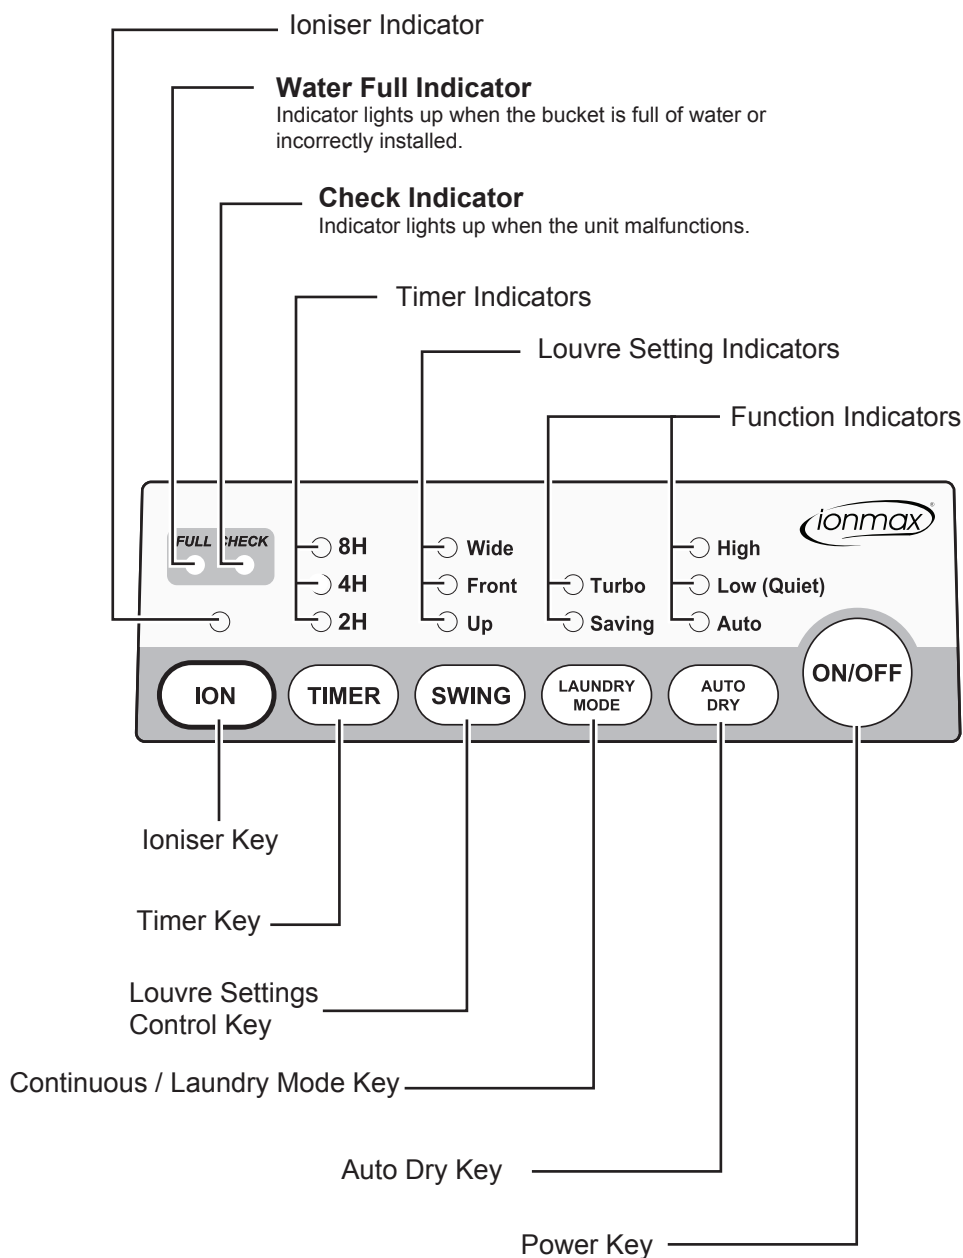 Ioniser Indicator
Water Full Indicator
Indicator lights up when the bucket is full of water or
incorrectly installed.
Check Indicator
Indicator lights up when the unit malfunctions.
Timer Indicators
Louvre Setting Indicators
Function Indicators
ionmax®
FULL CHECK
8H Wide High
4H Front Turbo Low (Quiet)
2H Up Saving Auto
ION
TIMER
SWING
LAUNDRY
MODE
AUTO
DRY
ON/OFF
Ioniser Key
Timer Key
Louvre Settings
Control Key
Continuous / Laundry Mode Key
Auto Dry Key
Power Key